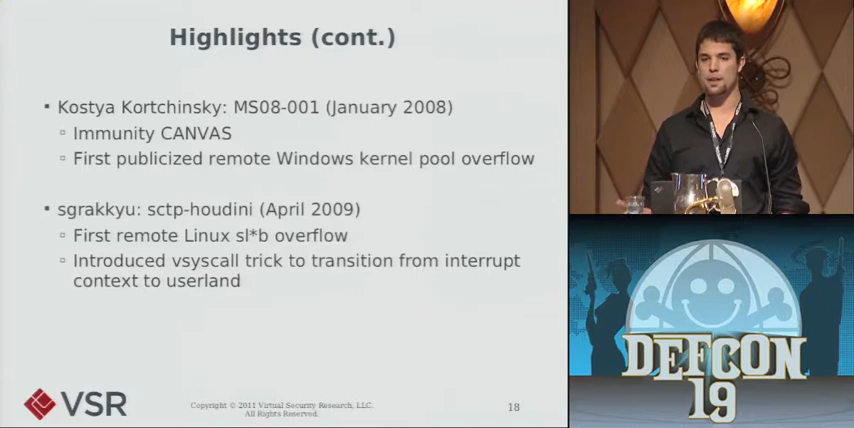 Highlights (cont.)
▪ Kostya Kortchinsky: MS08-001 (January 2008)
▫ Immunity CANVAS
▫ First publicized remote Windows kernel pool overflow
▪ sgrakkyu: sctp-houdini (April 2009)
▫ First remote Linux sl*b overflow
▫ Introduced vsyscall trick to transition from interrupt
context to userland
VSR
Copyright © 2011 Virtual Security Research, LLC.
All Rights Reserved.
18
DEFCON
19